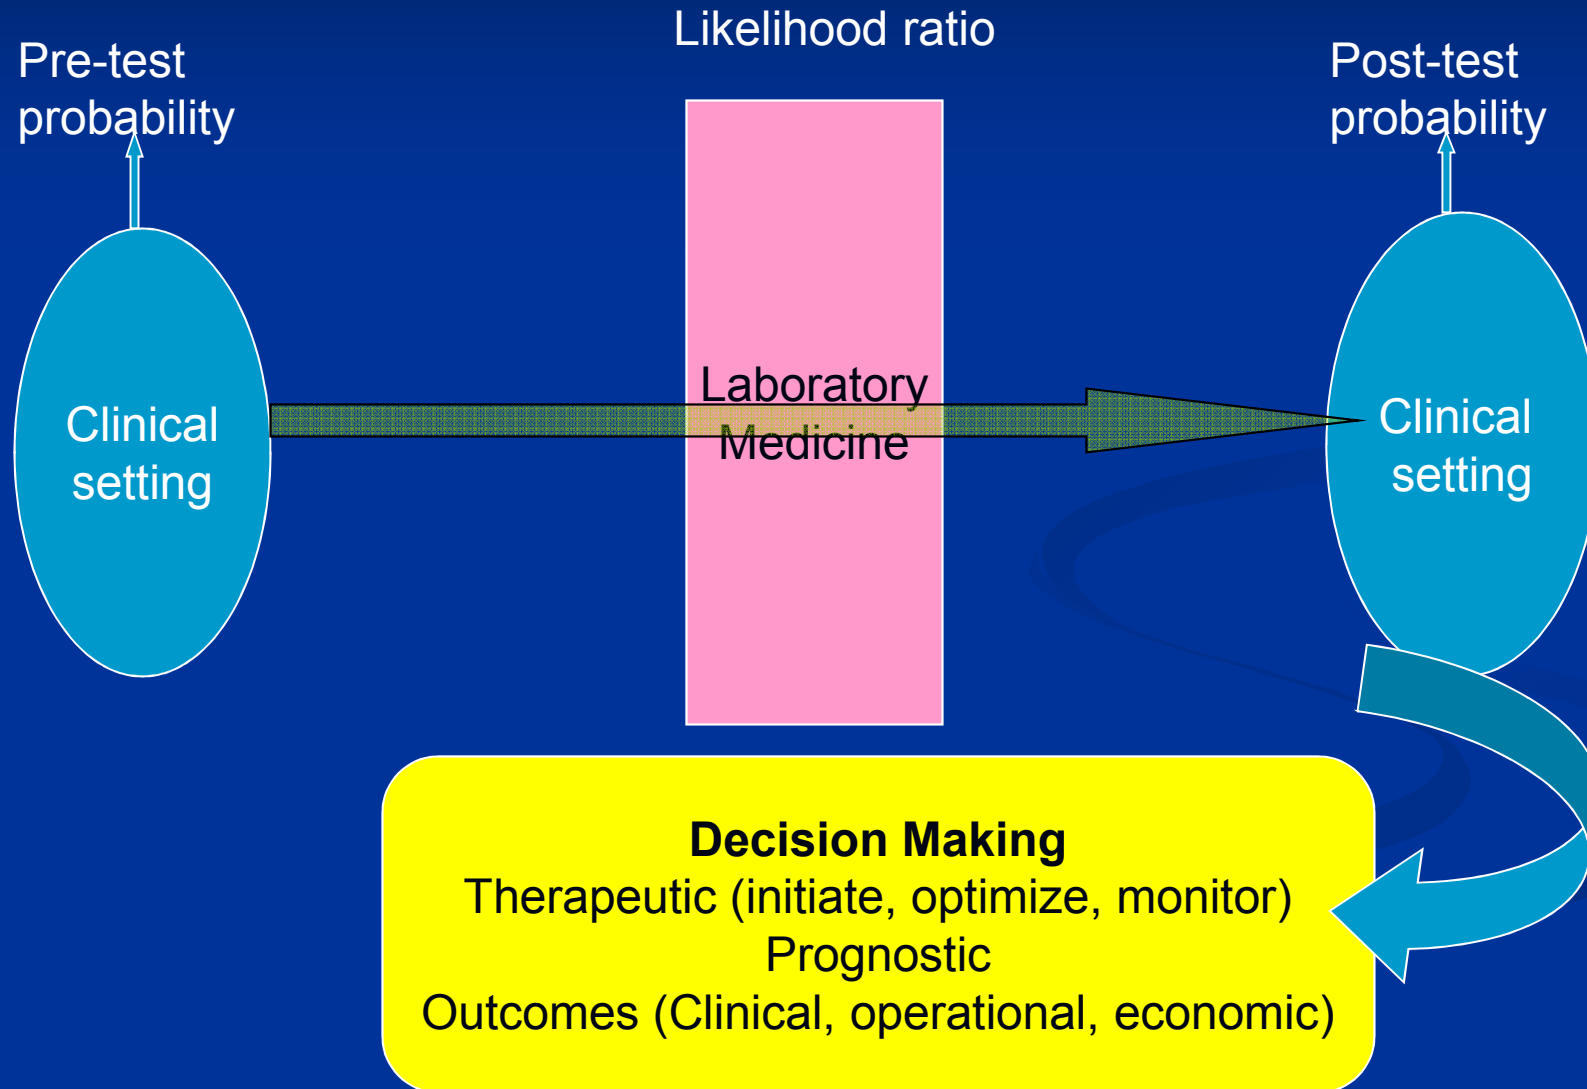 Likelihood ratio
Pre-test
probability
Post-test
probability
Clinical
setting
Laboratory
Medicine
Clinical
setting
Decision Making
Therapeutic (initiate, optimize, monitor)
Prognostic
Outcomes (Clinical, operational, economic)